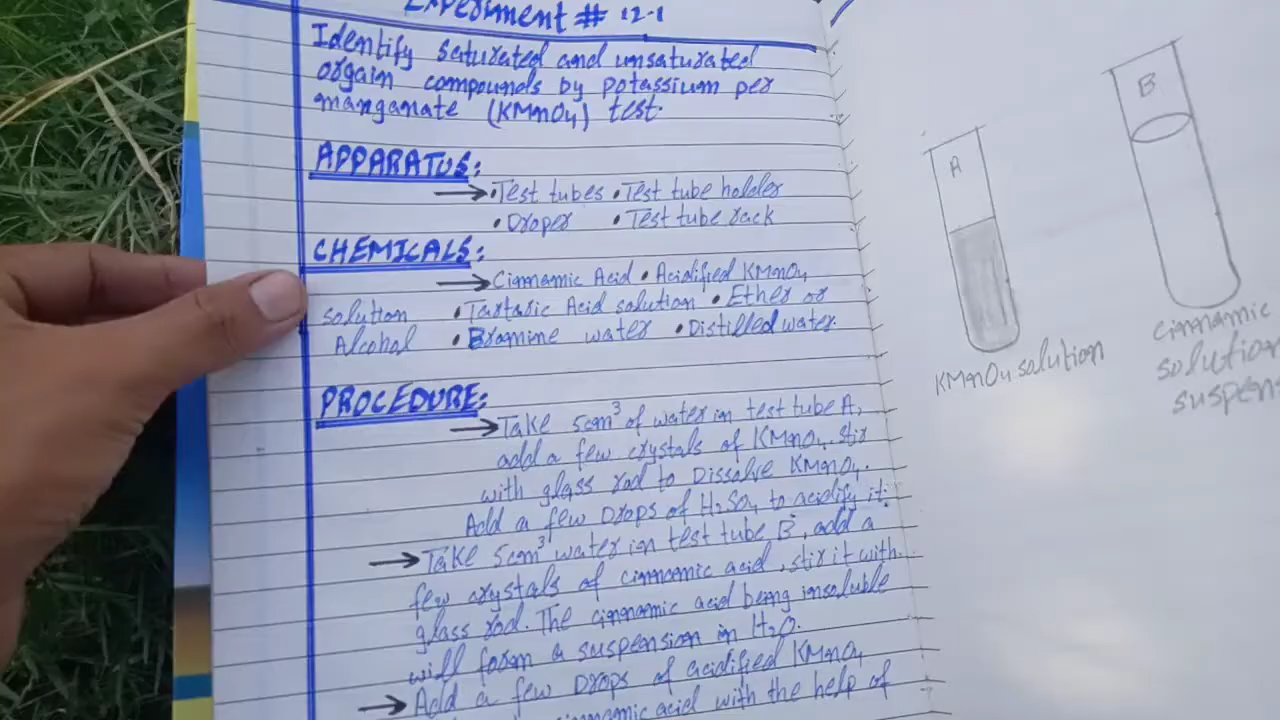 Experiment # 12.1
Identify saturated and unsaturated
orgain compounds by potassium per
manganate (KMnO4) test.
APPARATUS:
→ • Test tubes • Test tube holder
• Droper • Test tube rack
CHEMICALS:
→ Cinnamic Acid • Acidified KMnO4
solution • Tartaric Acid solution • Ether or
Alcohol • Bromine water • Distilled water.
PROCEDURE:
→ Take 5cm³ of water in test tube A,
add a few crystals of KMnO4. stir
with glass rod to Dissolve KMnO4.
Add a few Drops of H2SO4 to acidify it.
→ Take 5cm³ water in test tube B, add a
few crystals of cinnamic acid, stir it with
glass rod. The cinnamic acid being insoluble
will form a suspension in H2O.
→ Add a few Drops of acidified KMnO4
cinnamic acid with the help of
A
KMnO4 solution
B
cinnamic
solution
suspens